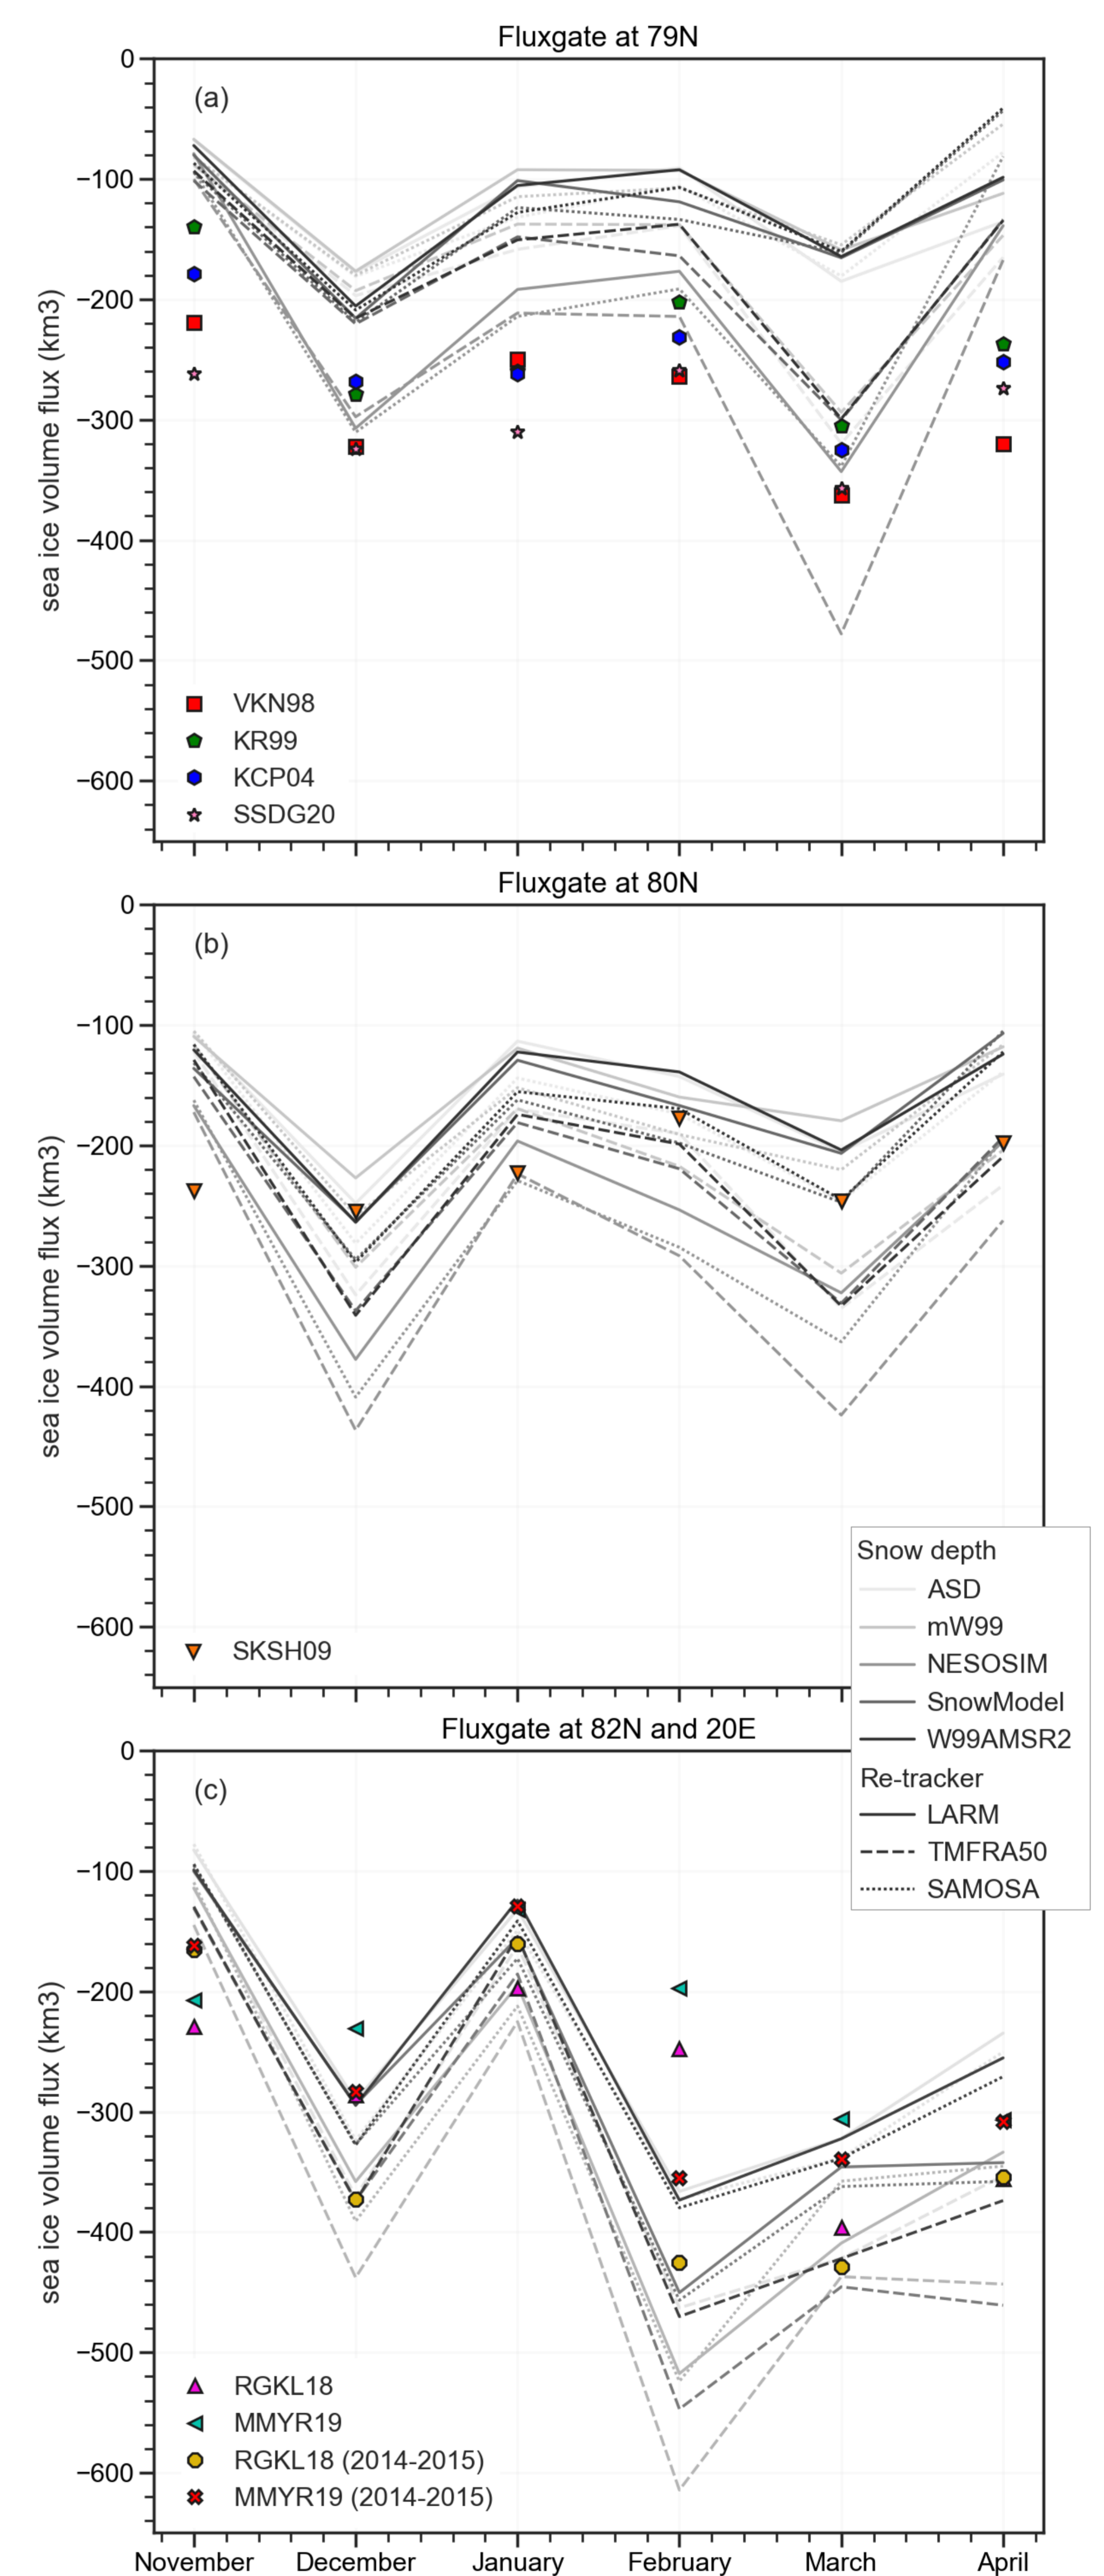 Fluxgate at 79N
(a)
0
−100
−200
−300
−400
−500
−600
sea ice volume flux (km3)
VKN98
KR99
KCP04
SSDG20
Fluxgate at 80N
(b)
0
−100
−200
−300
−400
−500
−600
sea ice volume flux (km3)
SKSH09
Snow depth
ASD
mW99
NESOSIM
SnowModel
W99AMSR2
Re-tracker
LARM
TMFRA50
SAMOSA
Fluxgate at 82N and 20E
(c)
0
−100
−200
−300
−400
−500
−600
sea ice volume flux (km3)
RGKL18
MMYR19
RGKL18 (2014-2015)
MMYR19 (2014-2015)
November December January February March April